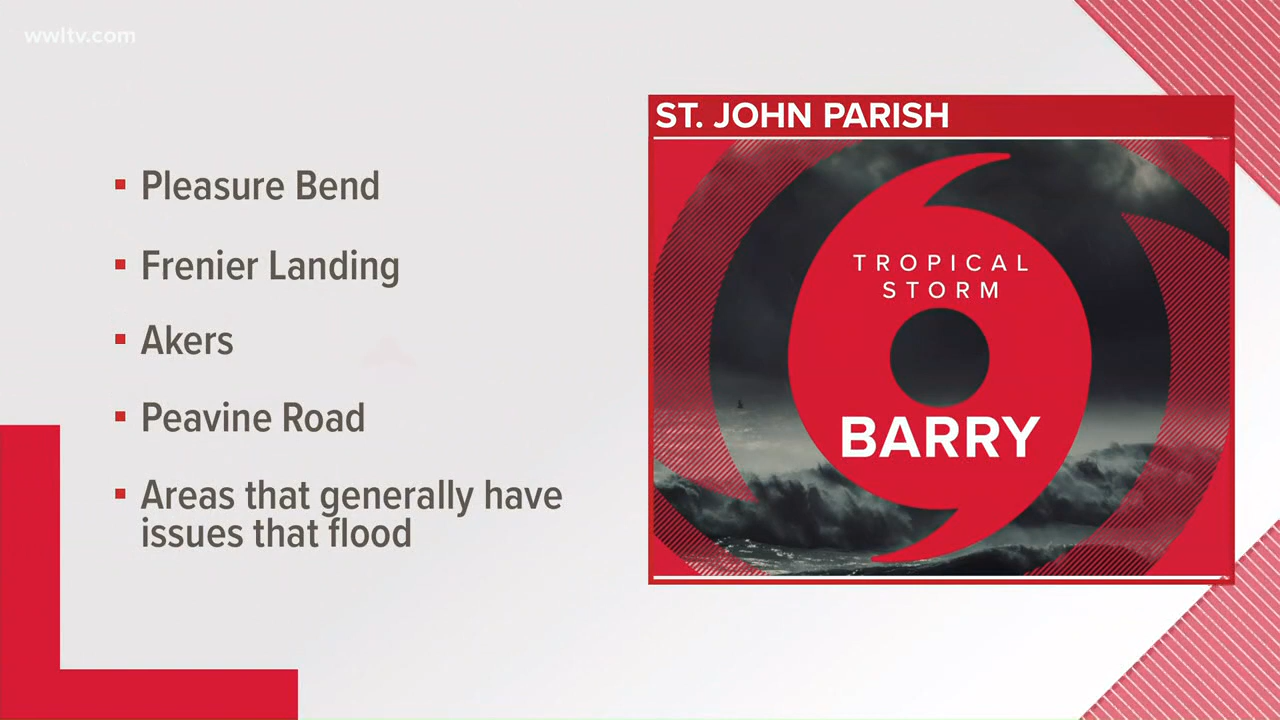 wwltv.com
ST. JOHN PARISH
Pleasure Bend
Frenier Landing
Akers
Peavine Road
Areas that generally have
issues that flood
TROPICAL
STORM
BARRY